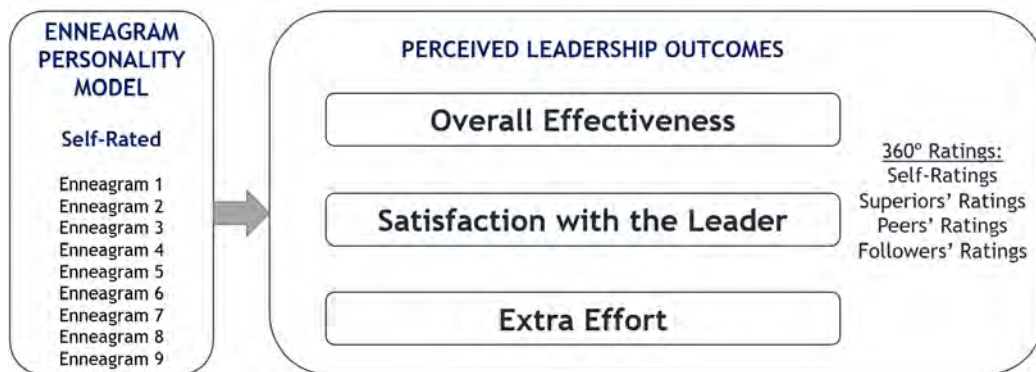 ENNEAGRAM
PERSONALITY
MODEL
Self-Rated
Enneagram 1
Enneagram 2
Enneagram 3
Enneagram 4
Enneagram 5
Enneagram 6
Enneagram 7
Enneagram 8
Enneagram 9
PERCEIVED LEADERSHIP OUTCOMES
Overall Effectiveness
Satisfaction with the Leader
Extra Effort
360º Ratings:
Self-Ratings
Superiors’ Ratings
Peers’ Ratings
Followers’ Ratings